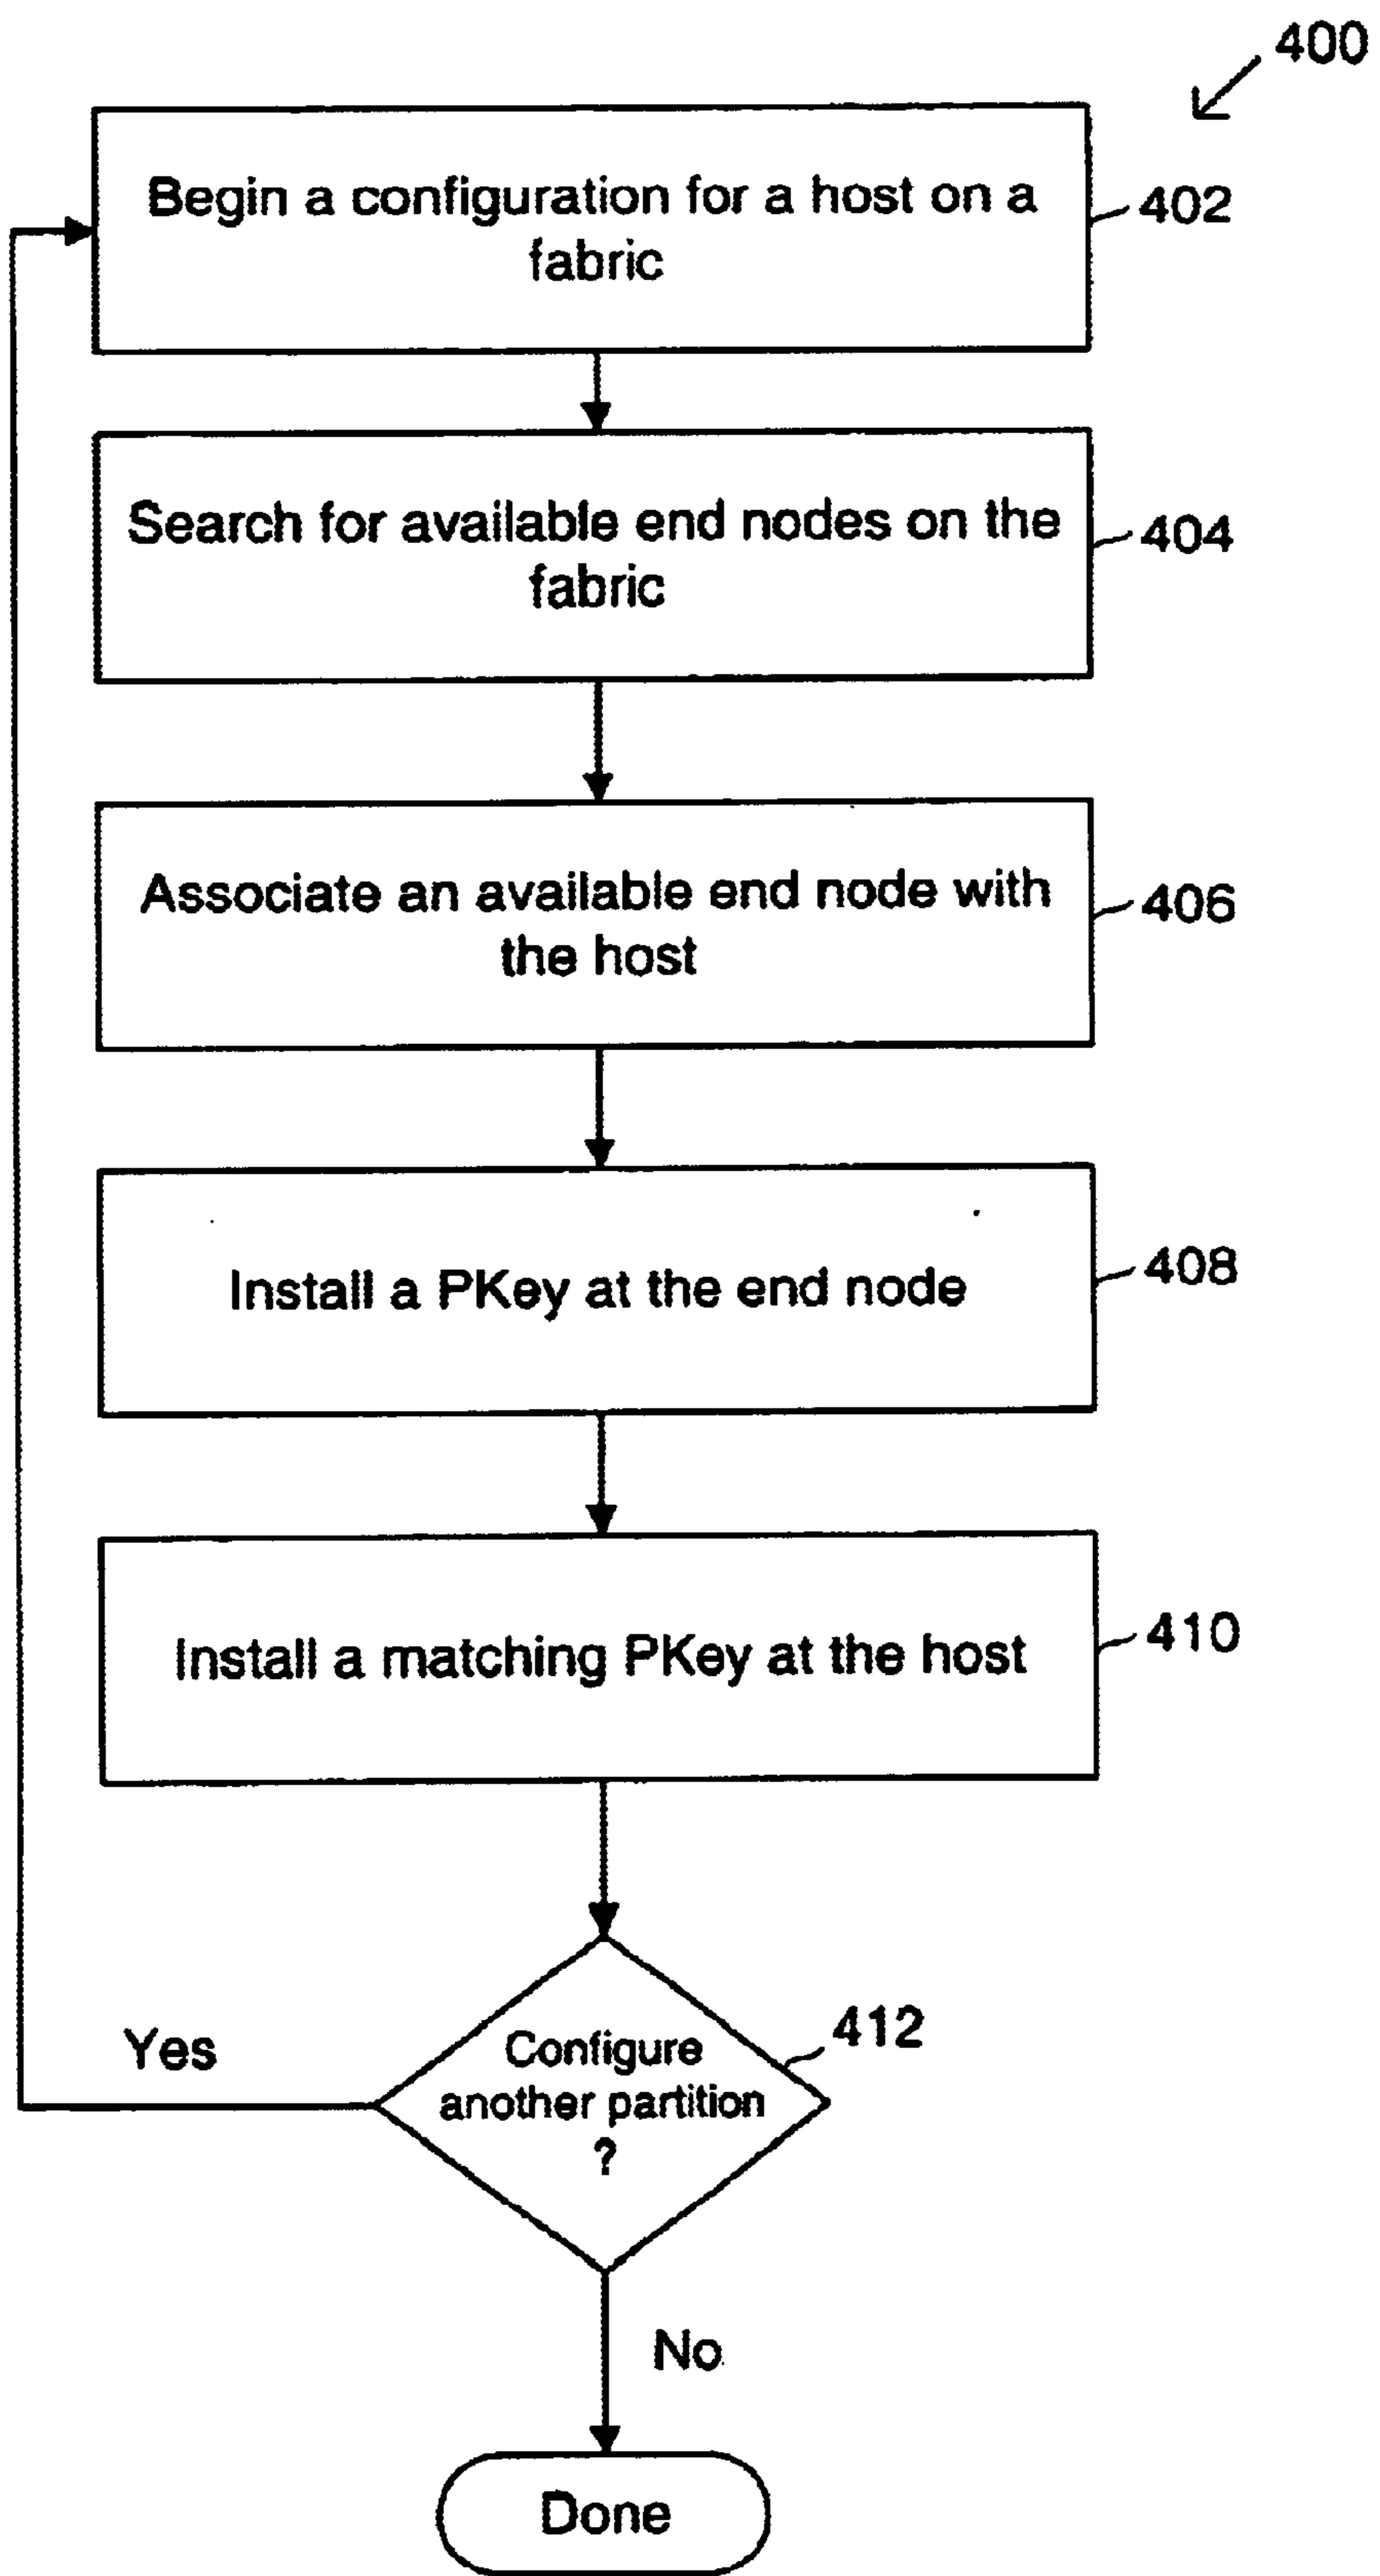 400
Begin a configuration for a host on a
fabric
402
Search for available end nodes on the
fabric
404
Associate an available end node with
the host
406
Install a PKey at the end node
408
Install a matching PKey at the host
410
Configure
another partition
?
412
Yes
No
Done